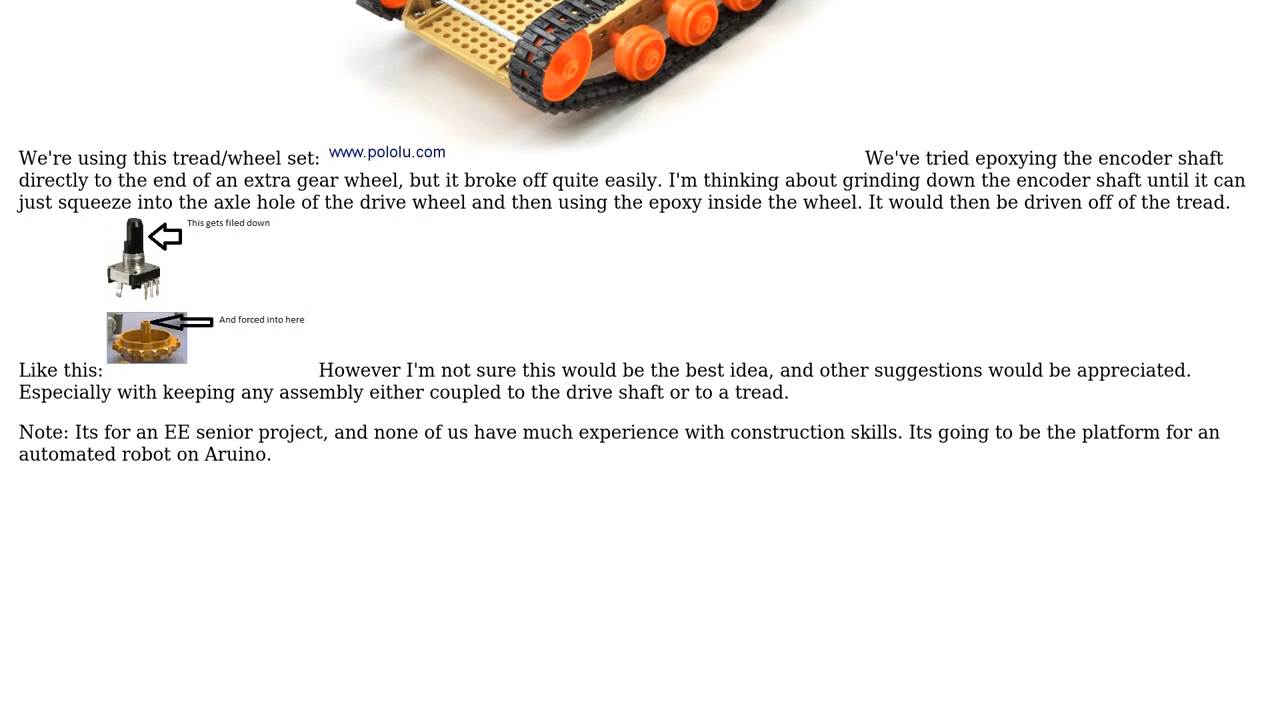 We're using this tread/wheel set: www.pololu.com We've tried epoxying the encoder shaft
directly to the end of an extra gear wheel, but it broke off quite easily. I'm thinking about grinding down the encoder shaft until it can
just squeeze into the axle hole of the drive wheel and then using the epoxy inside the wheel. It would then be driven off of the tread.
This gets filed down
And forced into here
Like this: However I'm not sure this would be the best idea, and other suggestions would be appreciated.
Especially with keeping any assembly either coupled to the drive shaft or to a tread.
Note: Its for an EE senior project, and none of us have much experience with construction skills. Its going to be the platform for an
automated robot on Aruino.